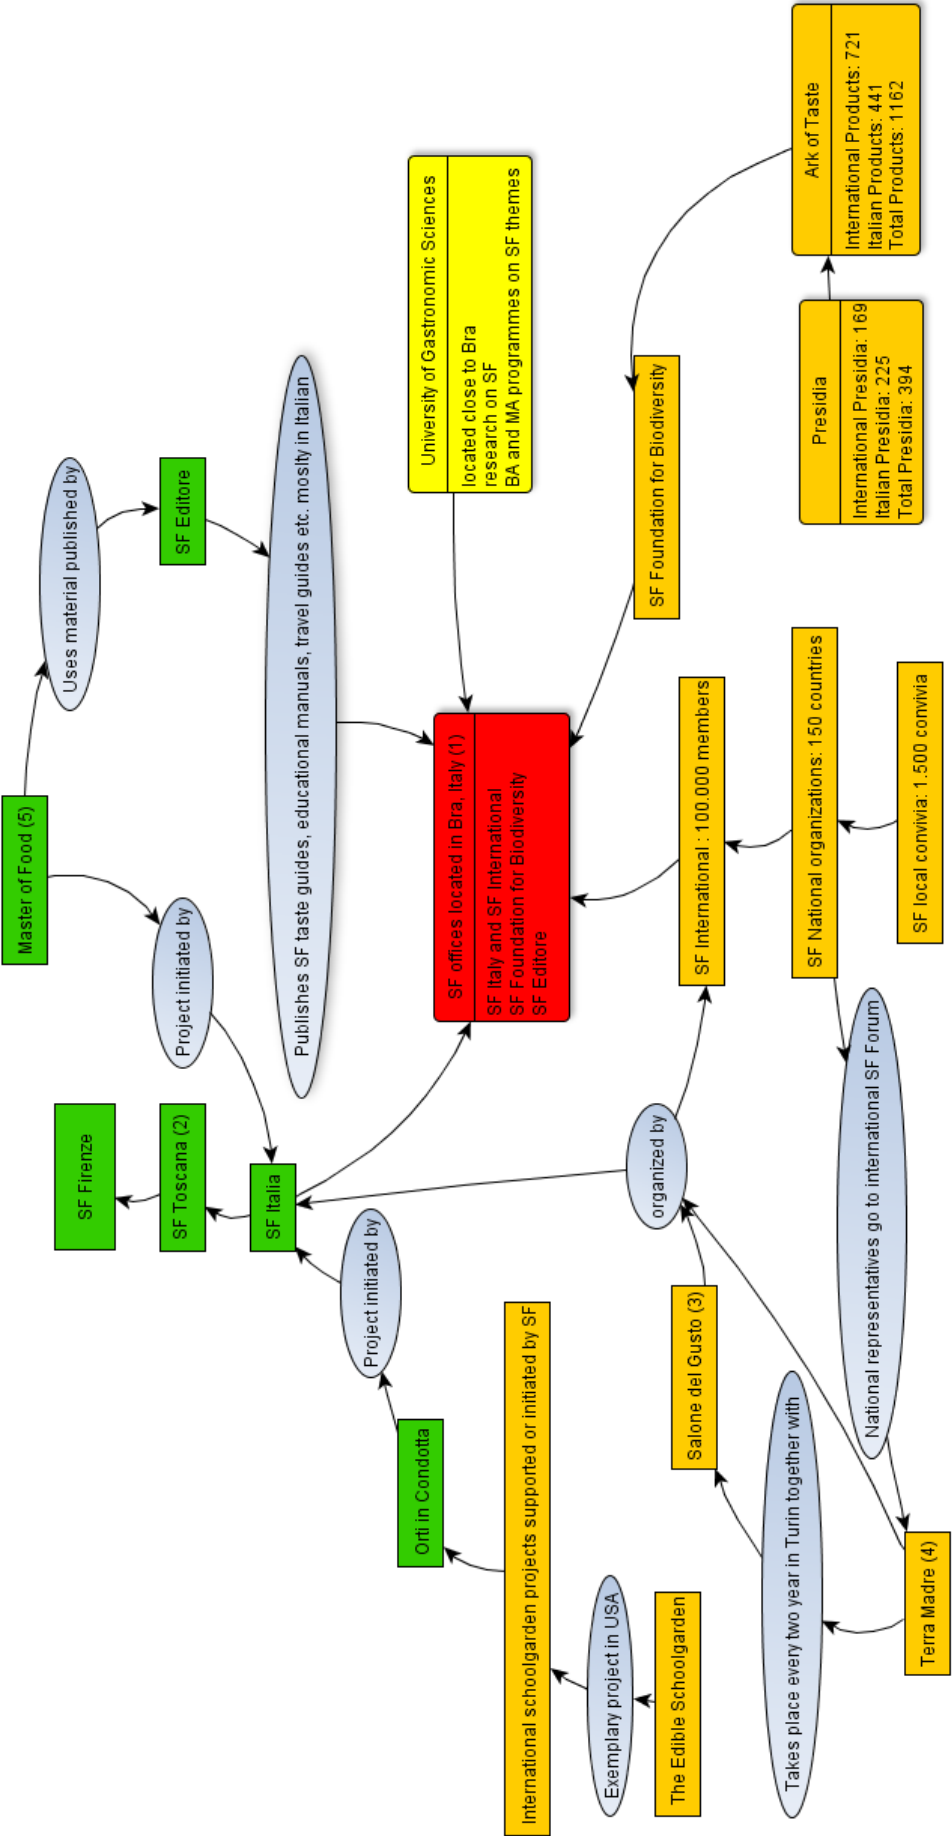 Master of Food (5)
Uses material published by
SF Editore
Publishes SF taste guides, educational manuals, travel guides etc. moslty in Italian
Project initiated by
SF Firenze
SF Toscana (2)
SF Italia
Project initiated by
Orti in Condotta
International schoolgarden projects supported or initiated by SF
Exemplary project in USA
The Edible Schoolgarden
University of Gastronomic Sciences
located close to Bra
research on SF
BA and MA programmes on SF themes
SF offices located in Bra, Italy (1)
SF Italy and SF International
SF Foundation for Biodiversity
SF Editore
SF Foundation for Biodiversity
Ark of Taste
International Products: 721
Italian Products: 441
Total Products: 1162
Presidia
International Presidia: 169
Italian Presidia: 225
Total Presidia: 394
SF International : 100.000 members
SF National organizations: 150 countries
SF local convivia: 1.500 convivia
organized by
Salone del Gusto (3)
Takes place every two year in Turin together with
National representatives go to international SF Forum
Terra Madre (4)